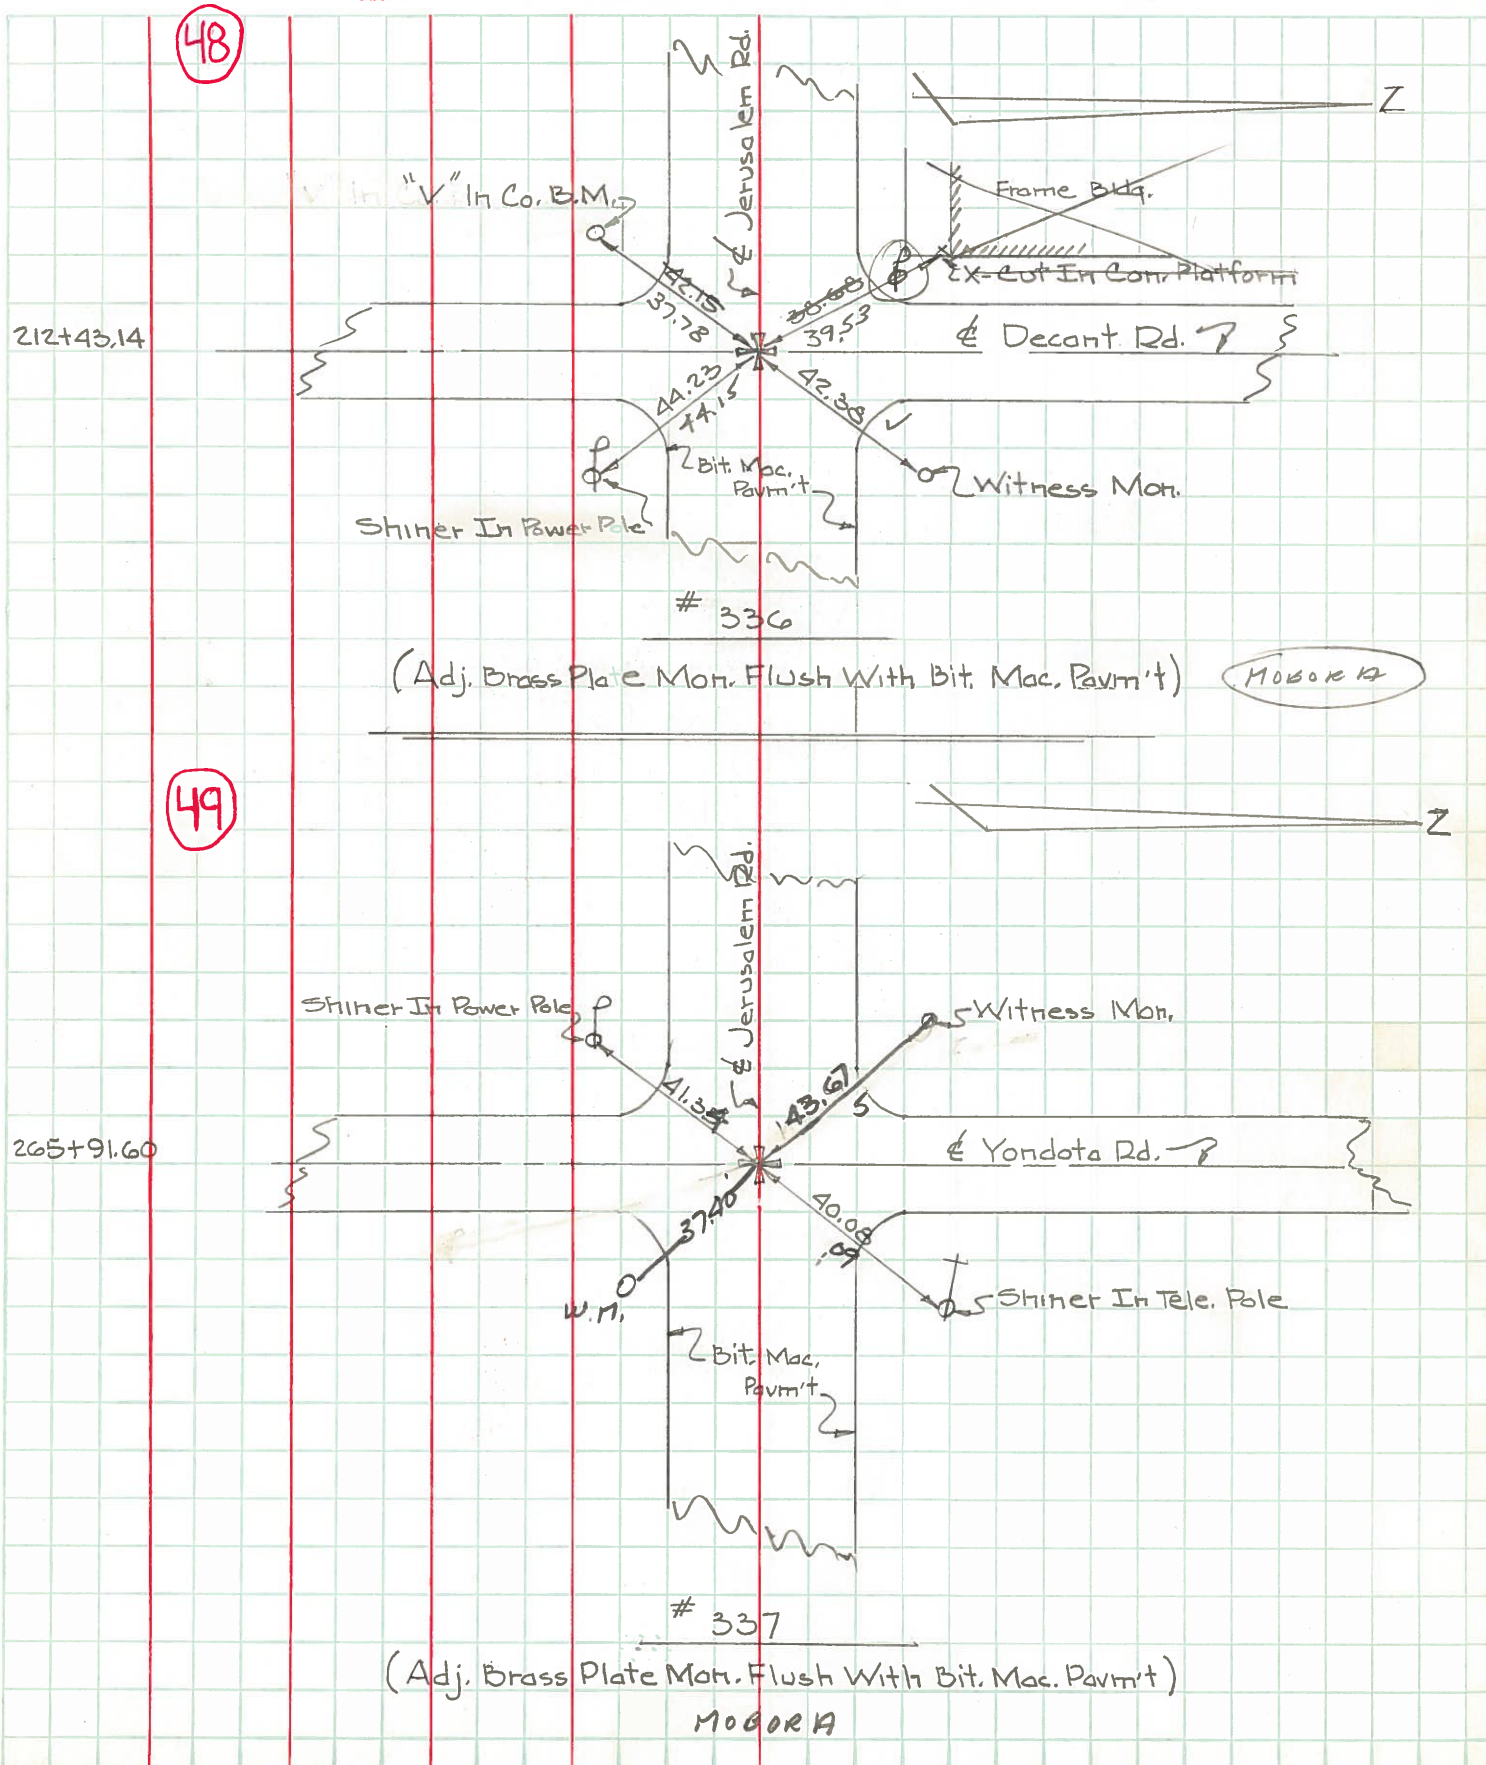 48
℄ Jerusalem Rd.
Z
"V" In Co. B.M.
Frame Bldg.
X-Cut In Con. Platform
42.15
37.78
38.68
39.53
212+43.14
℄ Decant Rd.
44.23
44.15
42.38 ✓
Bit. Mac.
Pavm't
Witness Mon.
Shiner In Power Pole
# 336
(Adj. Brass Plate Mon. Flush With Bit. Mac. Pavm't)
MOBOR A
49
Z
℄ Jerusalem Rd.
Shiner In Power Pole
Witness Mon.
43.67
5
265+91.60
℄ Yondota Rd.
37.40'
40.08
.09
W.M.
Shiner In Tele. Pole
Bit. Mac.
Pavm't
# 337
(Adj. Brass Plate Mon. Flush With Bit. Mac. Pavm't)
MOBOR A